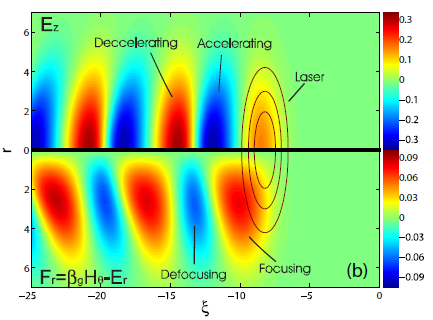 Ez
Deccelerating
Accelerating
Laser
r
6
4
2
0
2
4
6
0.3
0.2
0.1
0
-0.1
-0.2
-0.3
0.09
0.06
0.03
0.00
-0.03
-0.06
-0.09
Defocusing
Focusing
Fr=βgHθ-Er
(b)
-25
-20
-15
-10
-5
0
ξ